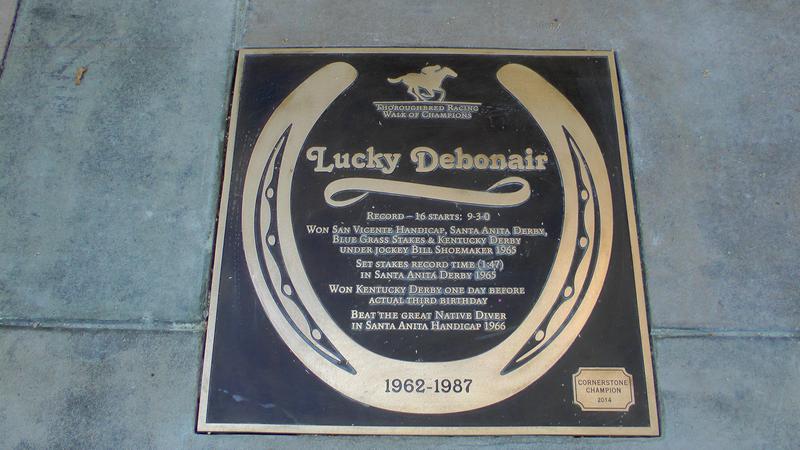 Thoroughbred Racing
Walk of Champions
Lucky Debonair
Record – 16 starts: 9-3-0
Won San Vicente Handicap, Santa Anita Derby,
Blue Grass Stakes & Kentucky Derby
under jockey Bill Shoemaker 1965
Set stakes record time (1:47)
in Santa Anita Derby 1965
Won Kentucky Derby one day before
actual third birthday
Beat the great Native Diver
in Santa Anita Handicap 1966
1962-1987
CORNERSTONE
CHAMPION
2014